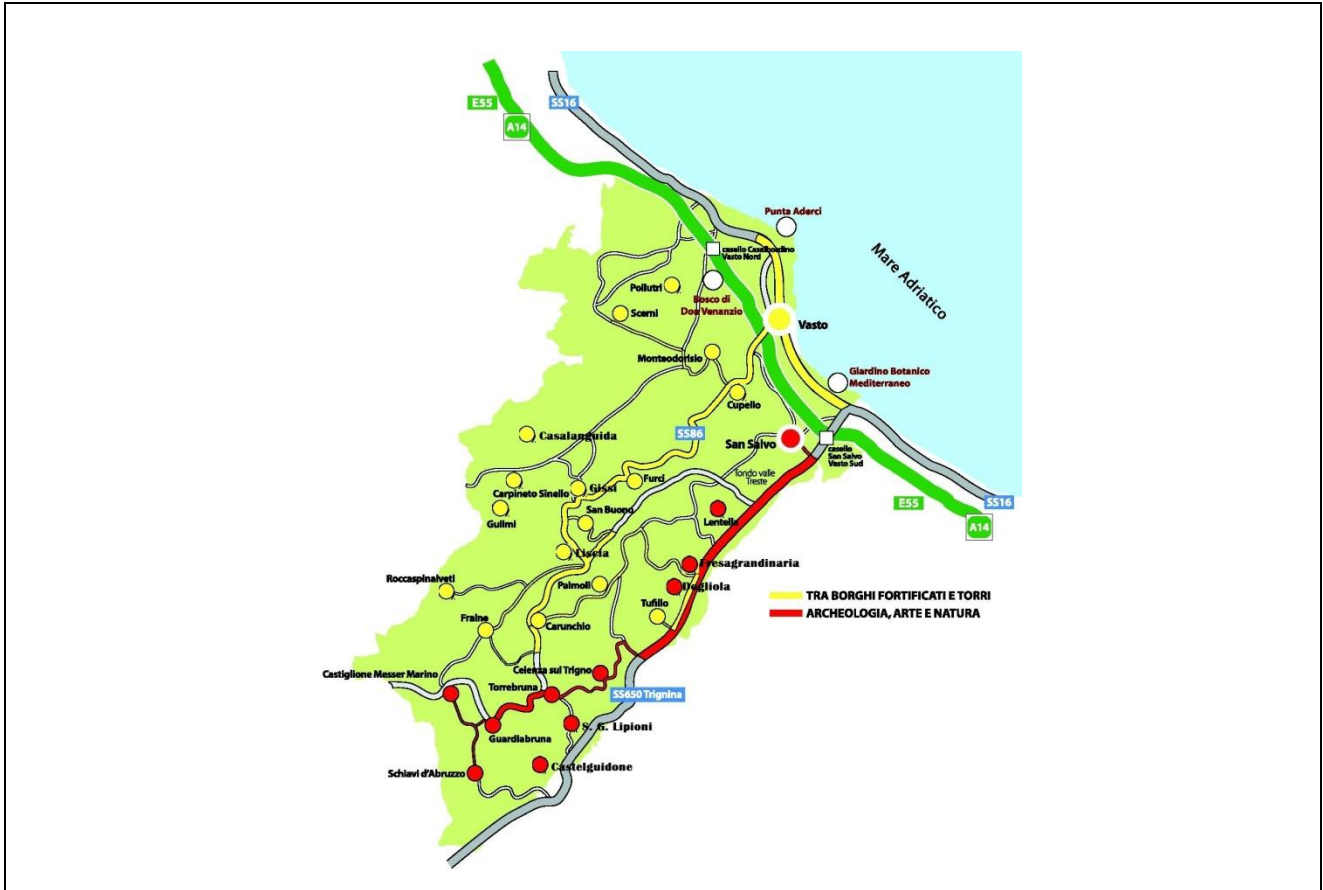 E55
SS16
A14
Punta Aderci
casello Casalbordino
Vasto Nord
Mare Adriatico
Pollutri
Bosco di
Don Venanzio
Scerni
Vasto
Monteodorisio
Giardino Botanico
Mediterraneo
Cupello
SS86
Casalanguida
San Salvo
casello
San Salvo
Vasto Sud
fondo valle
Treste
Carpineto Sinello
Gissi
Furci
Guilmi
San Buono
Lentella
E55
SS16
A14
Liscia
Fresagrandinaria
Roccaspinalveti
Palmoli
Dogliola
TRA BORGHI FORTIFICATI E TORRI
Tufillo
ARCHEOLOGIA, ARTE E NATURA
Fraine
Carunchio
Castiglione Messer Marino
Celenza sul Trigno
Torrebruna
SS650 Trignina
S. G. Lipioni
Guardiabruna
Schiavi d'Abruzzo
Castelguidone